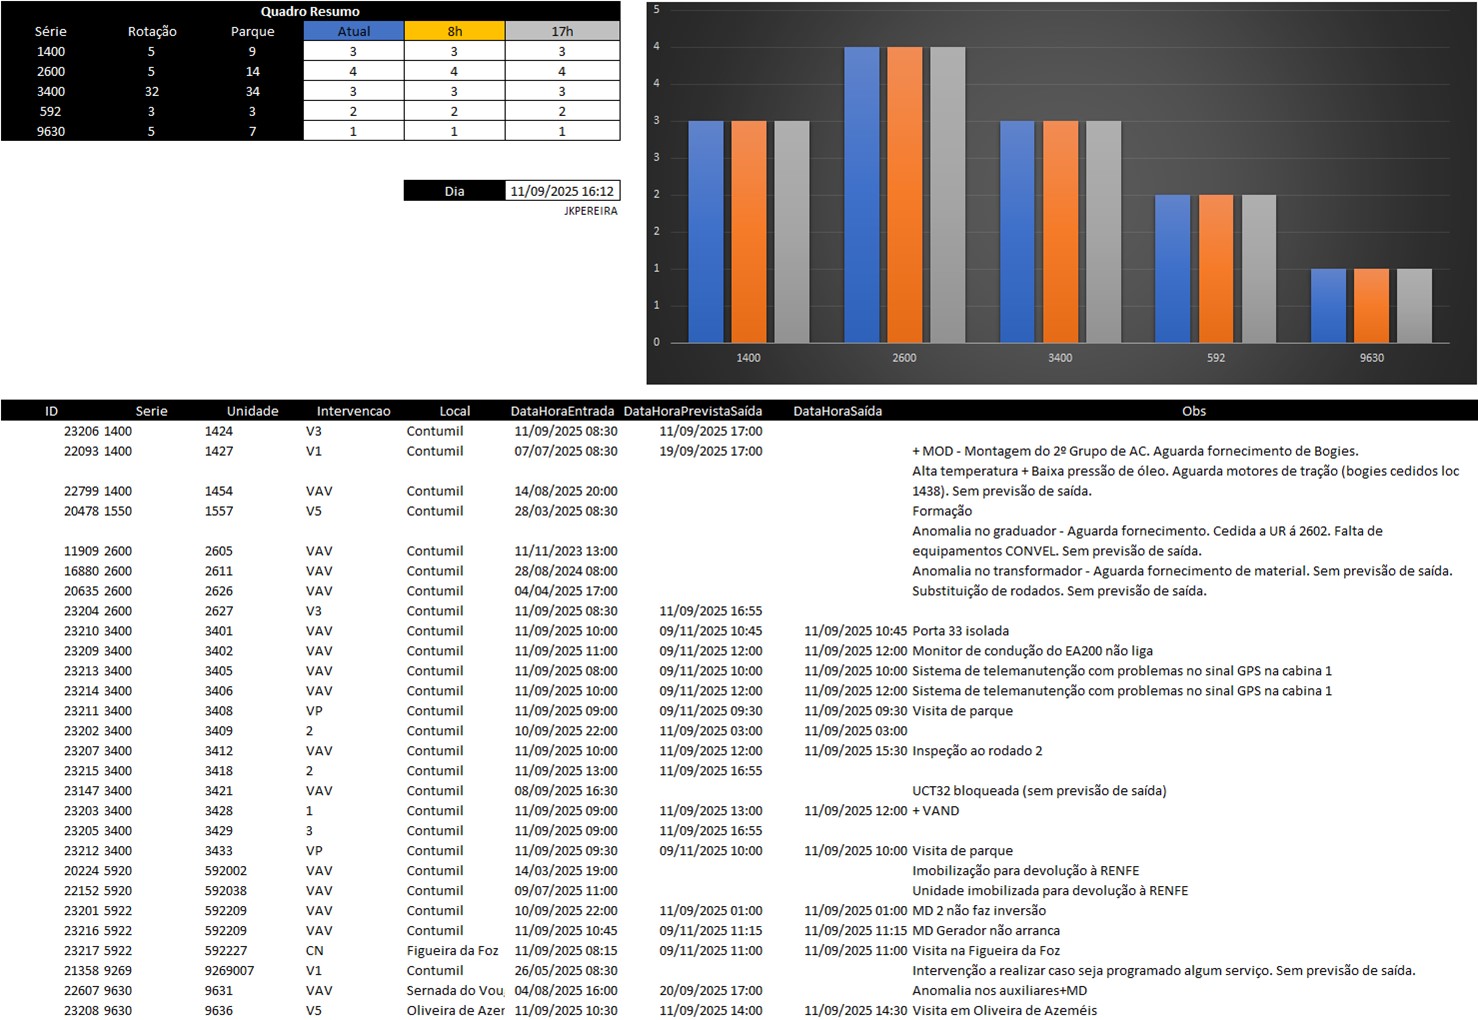 Quadro Resumo
Série Rotação Parque Atual 8h 17h
1400 5 9 3 3 3
2600 5 14 4 4 4
3400 32 34 3 3 3
592 3 3 2 2 2
9630 5 7 1 1 1
Dia 11/09/2025 16:12
JKPEREIRA
5
4
4
3
3
2
2
1
1
0
1400 2600 3400 592 9630
ID Serie Unidade Intervencao Local DataHoraEntrada DataHoraPrevistaSaída DataHoraSaída Obs
23206 1400 1424 V3 Contumil 11/09/2025 08:30 11/09/2025 17:00
22093 1400 1427 V1 Contumil 07/07/2025 08:30 19/09/2025 17:00 + MOD - Montagem do 2º Grupo de AC. Aguarda fornecimento de Bogies.
Alta temperatura + Baixa pressão de óleo. Aguarda motores de tração (bogies cedidos loc
22799 1400 1454 VAV Contumil 14/08/2025 20:00 1438). Sem previsão de saída.
20478 1550 1557 V5 Contumil 28/03/2025 08:30 Formação
Anomalia no graduador - Aguarda fornecimento. Cedida a UR á 2602. Falta de
11909 2600 2605 VAV Contumil 11/11/2023 13:00 equipamentos CONVEL. Sem previsão de saída.
16880 2600 2611 VAV Contumil 28/08/2024 08:00 Anomalia no transformador - Aguarda fornecimento de material. Sem previsão de saída.
20635 2600 2626 VAV Contumil 04/04/2025 17:00 Substituição de rodados. Sem previsão de saída.
23204 2600 2627 V3 Contumil 11/09/2025 08:30 11/09/2025 16:55
23210 3400 3401 VAV Contumil 11/09/2025 10:00 09/11/2025 10:45 11/09/2025 10:45 Porta 33 isolada
23209 3400 3402 VAV Contumil 11/09/2025 11:00 09/11/2025 12:00 11/09/2025 12:00 Monitor de condução do EA200 não liga
23213 3400 3405 VAV Contumil 11/09/2025 08:00 09/11/2025 10:00 11/09/2025 10:00 Sistema de telemanutenção com problemas no sinal GPS na cabina 1
23214 3400 3406 VAV Contumil 11/09/2025 10:00 09/11/2025 12:00 11/09/2025 12:00 Sistema de telemanutenção com problemas no sinal GPS na cabina 1
23211 3400 3408 VP Contumil 11/09/2025 09:00 09/11/2025 09:30 11/09/2025 09:30 Visita de parque
23202 3400 3409 2 Contumil 10/09/2025 22:00 11/09/2025 03:00 11/09/2025 03:00
23207 3400 3412 VAV Contumil 11/09/2025 10:00 11/09/2025 12:00 11/09/2025 15:30 Inspeção ao rodado 2
23215 3400 3418 2 Contumil 11/09/2025 13:00 11/09/2025 16:55
23147 3400 3421 VAV Contumil 08/09/2025 16:30 UCT32 bloqueada (sem previsão de saída)
23203 3400 3428 1 Contumil 11/09/2025 09:00 11/09/2025 13:00 11/09/2025 12:00 + VAND
23205 3400 3429 3 Contumil 11/09/2025 09:00 11/09/2025 16:55
23212 3400 3433 VP Contumil 11/09/2025 09:30 09/11/2025 10:00 11/09/2025 10:00 Visita de parque
20224 5920 592002 VAV Contumil 14/03/2025 19:00 Imobilização para devolução à RENFE
22152 5920 592038 VAV Contumil 09/07/2025 11:00 Unidade imobilizada para devolução à RENFE
23201 5922 592209 VAV Contumil 10/09/2025 22:00 11/09/2025 01:00 11/09/2025 01:00 MD 2 não faz inversão
23216 5922 592209 VAV Contumil 11/09/2025 10:45 09/11/2025 11:15 11/09/2025 11:15 MD Gerador não arranca
23217 5922 592227 CN Figueira da Foz 11/09/2025 08:15 09/11/2025 11:00 11/09/2025 11:00 Visita na Figueira da Foz
21358 9269 9269007 V1 Contumil 26/05/2025 08:30 Intervenção a realizar caso seja programado algum serviço. Sem previsão de saída.
22607 9630 9631 VAV Sernada do Vou 04/08/2025 16:00 20/09/2025 17:00 Anomalia nos auxiliares+MD
23208 9630 9636 V5 Oliveira de Azer 11/09/2025 10:30 11/09/2025 14:00 11/09/2025 14:30 Visita em Oliveira de Azeméis